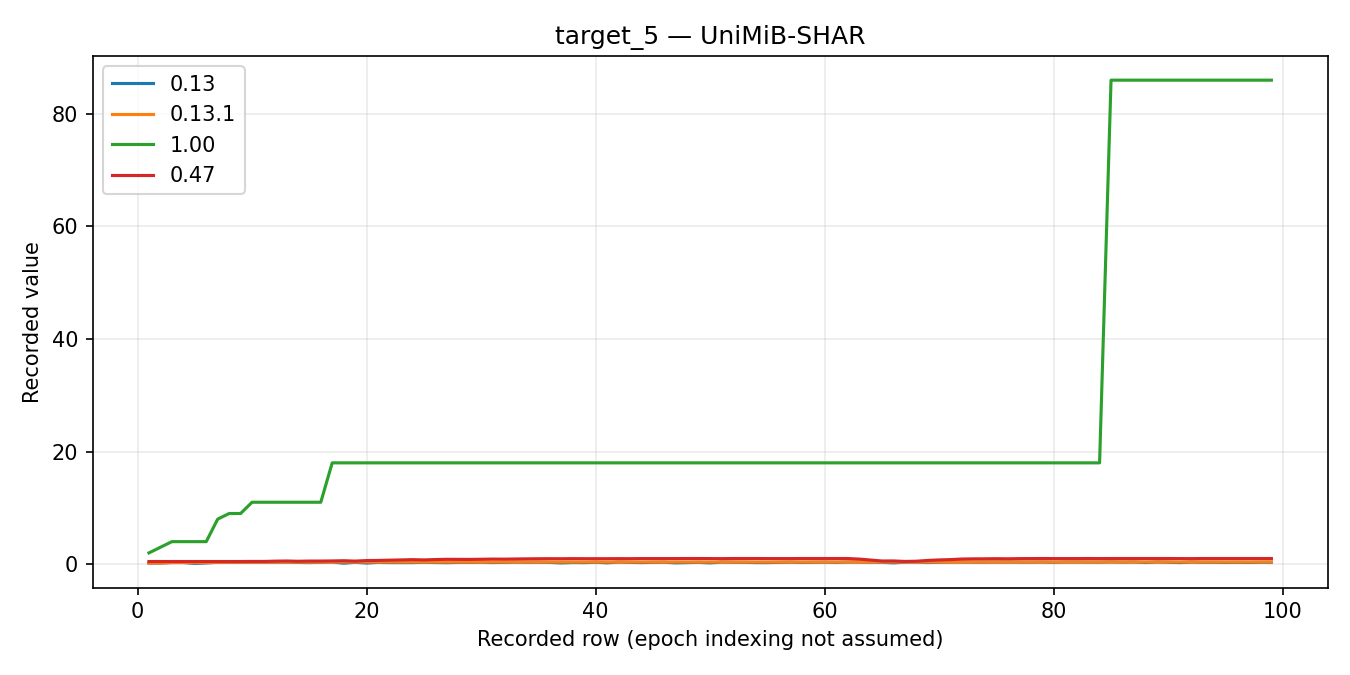 target_5 — UniMiB-SHAR
0.13
0.13.1
1.00
0.47
80
60
40
20
0
Recorded value
0 20 40 60 80 100
Recorded row (epoch indexing not assumed)